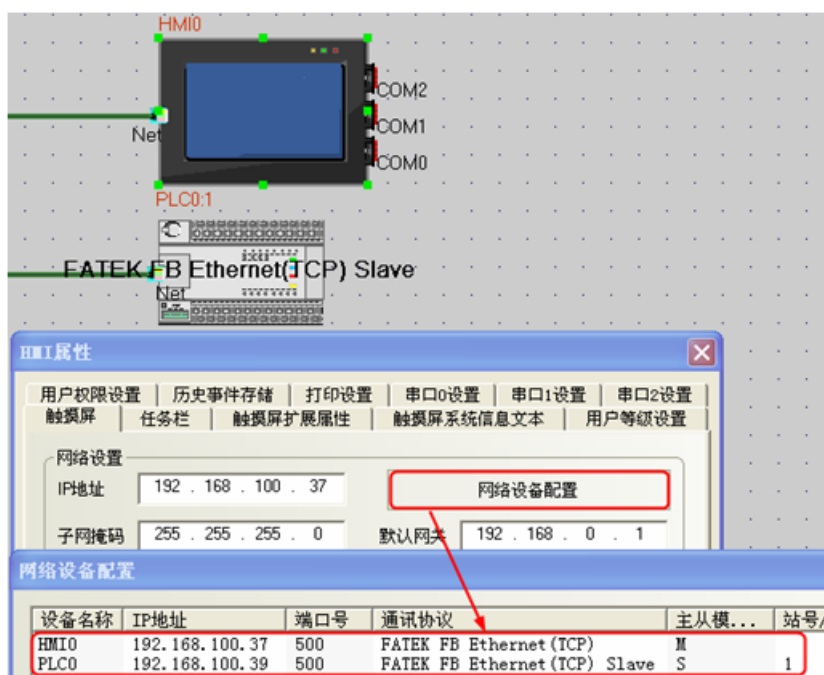 HMI0
COM2
COM1
Net
COM0
PLC0:1
FATEK FB Ethernet(TCP) Slave
Net
HMI属性
用户权限设置 历史事件存储 打印设置 串口0设置 串口1设置 串口2设置
触摸屏 任务栏 触摸屏扩展属性 触摸屏系统信息文本 用户等级设置
网络设置
IP地址 192 . 168 . 100 . 37 网络设备配置
子网掩码 255 . 255 . 255 . 0 默认网关 192 . 168 . 0 . 1
网络设备配置
设备名称 IP地址 端口号 通讯协议 主从模... 站号/
HMI0 192.168.100.37 500 FATEK FB Ethernet(TCP) M
PLC0 192.168.100.39 500 FATEK FB Ethernet(TCP) Slave S 1